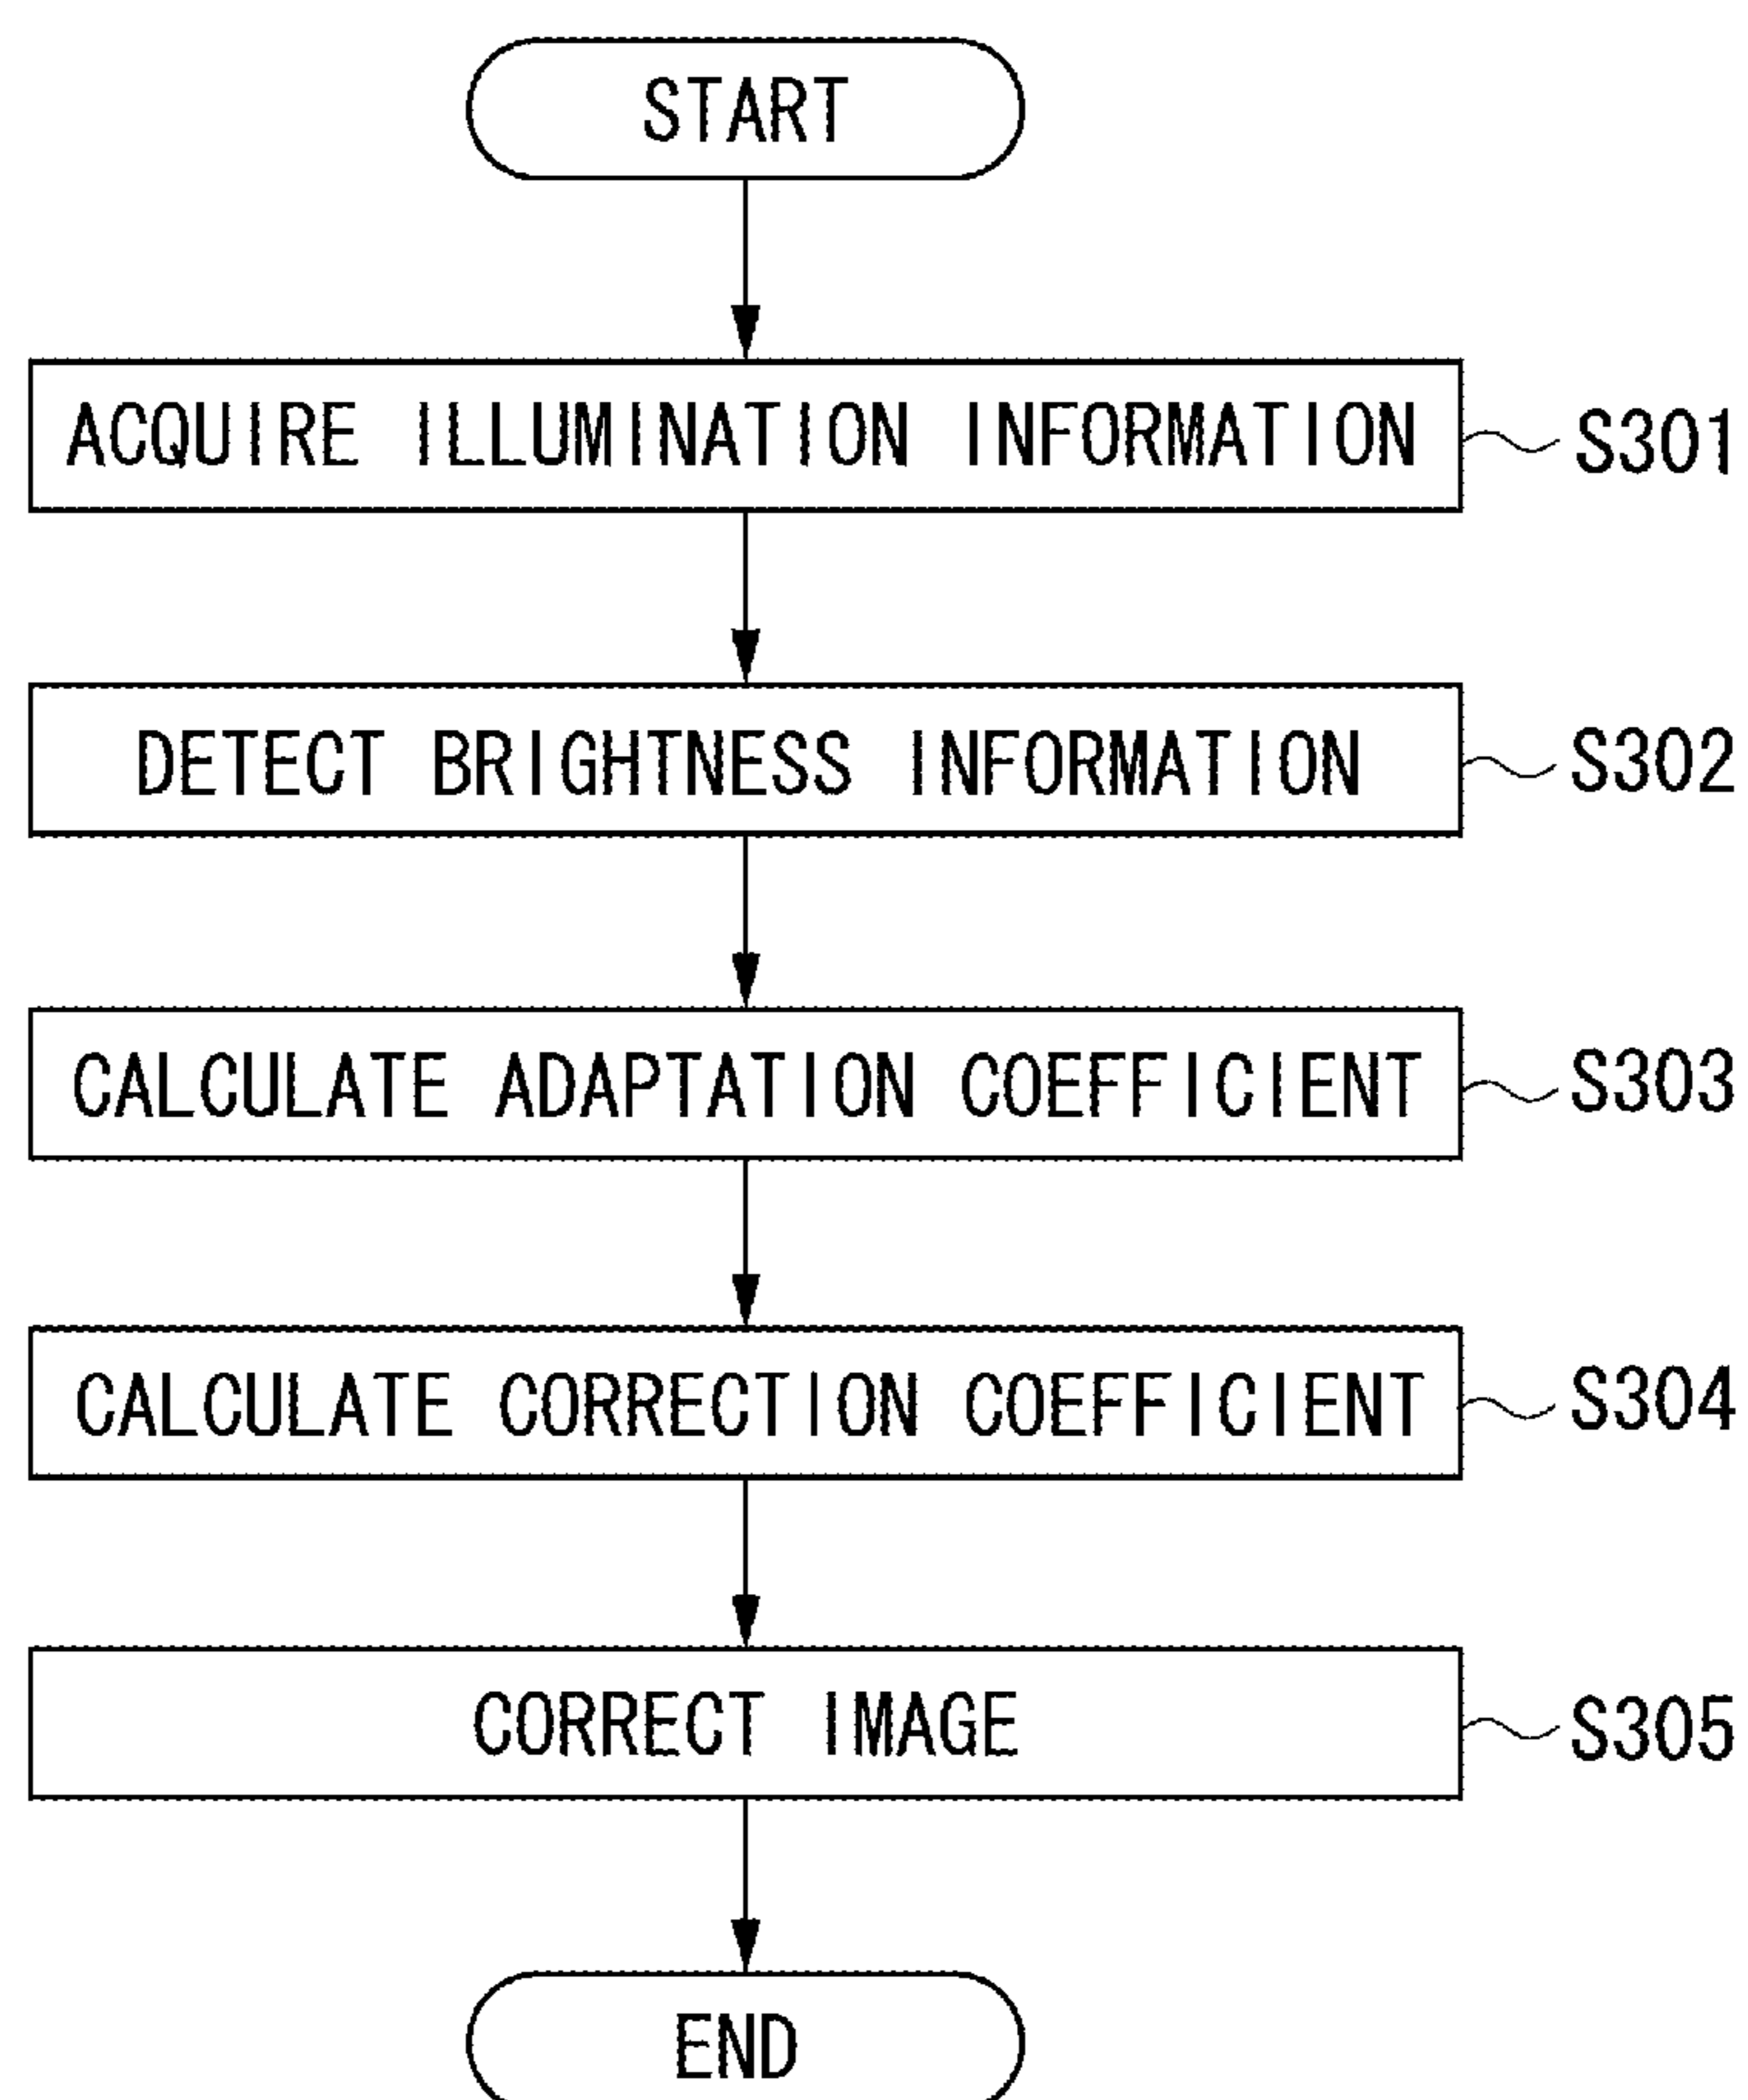 START
ACQUIRE ILLUMINATION INFORMATION S301
DETECT BRIGHTNESS INFORMATION S302
CALCULATE ADAPTATION COEFFICIENT S303
CALCULATE CORRECTION COEFFICIENT S304
CORRECT IMAGE S305
END